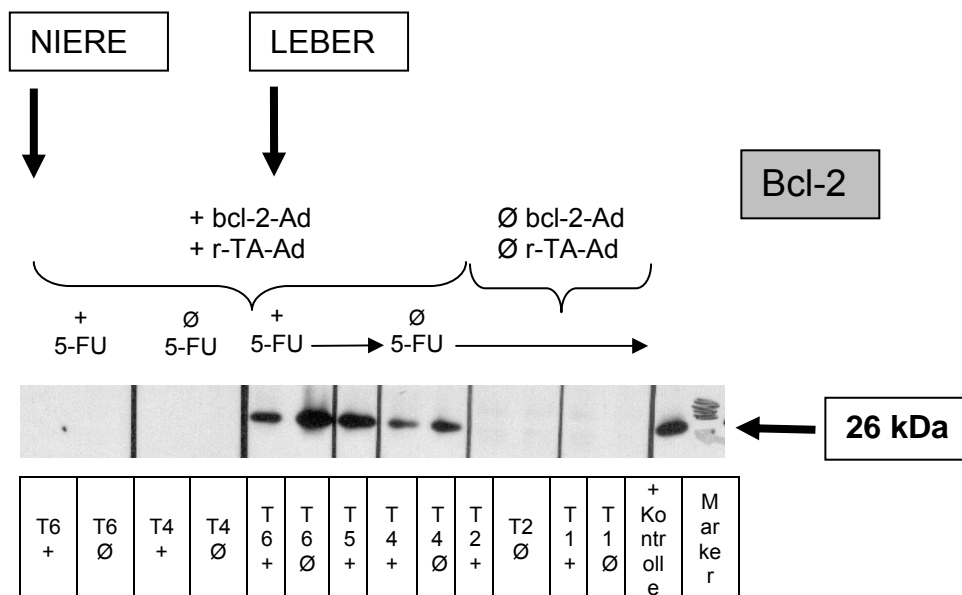 NIERE
LEBER
Bcl-2
+ bcl-2-Ad
+ r-TA-Ad
Ø bcl-2-Ad
Ø r-TA-Ad
+
5-FU
Ø
5-FU
+
5-FU
Ø
5-FU
26 kDa
T6
+
T6
Ø
T4
+
T4
Ø
T
6
+
T
6
Ø
T
5
+
T
4
+
T
4
Ø
T
2
+
T2
Ø
T
1
+
T
1
Ø
+
Ko
ntr
oll
e
M
ar
ke
r